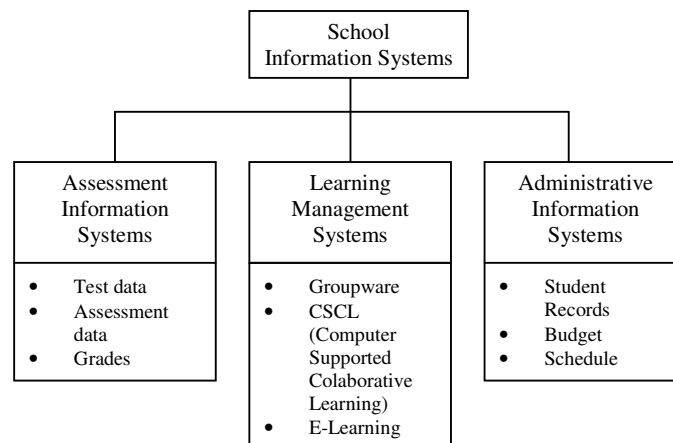 School
Information Systems
Assessment
Information
Systems
• Test data
• Assessment
data
• Grades
Learning
Management
Systems
• Groupware
• CSCL
(Computer
Supported
Colaborative
Learning)
• E-Learning
Administrative
Information
Systems
• Student
Records
• Budget
• Schedule